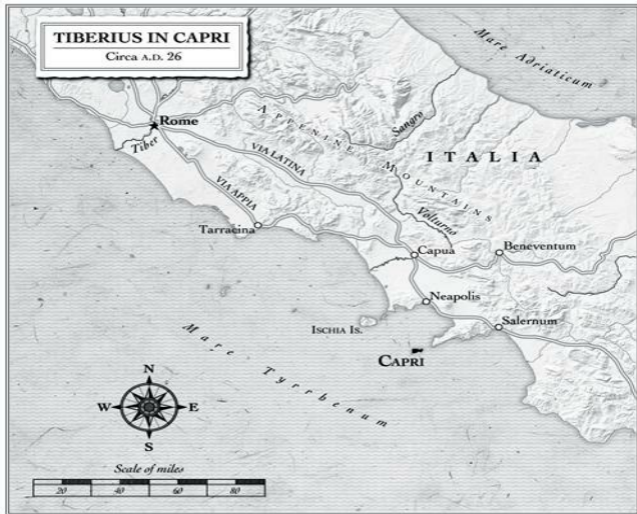 TIBERIUS IN CAPRI
Circa A.D. 26
Mare Adriaticum
Rome
Tiber
APPENINE MOUNTAINS
Sangro
ITALIA
VIA LATINA
VIA APPIA
Volturno
Tarracina
Capua
Beneventum
Neapolis
ISCHIA IS.
Salernum
CAPRI
Mare Tyrrhenum
N
W
E
S
Scale of miles
20 40 60 80